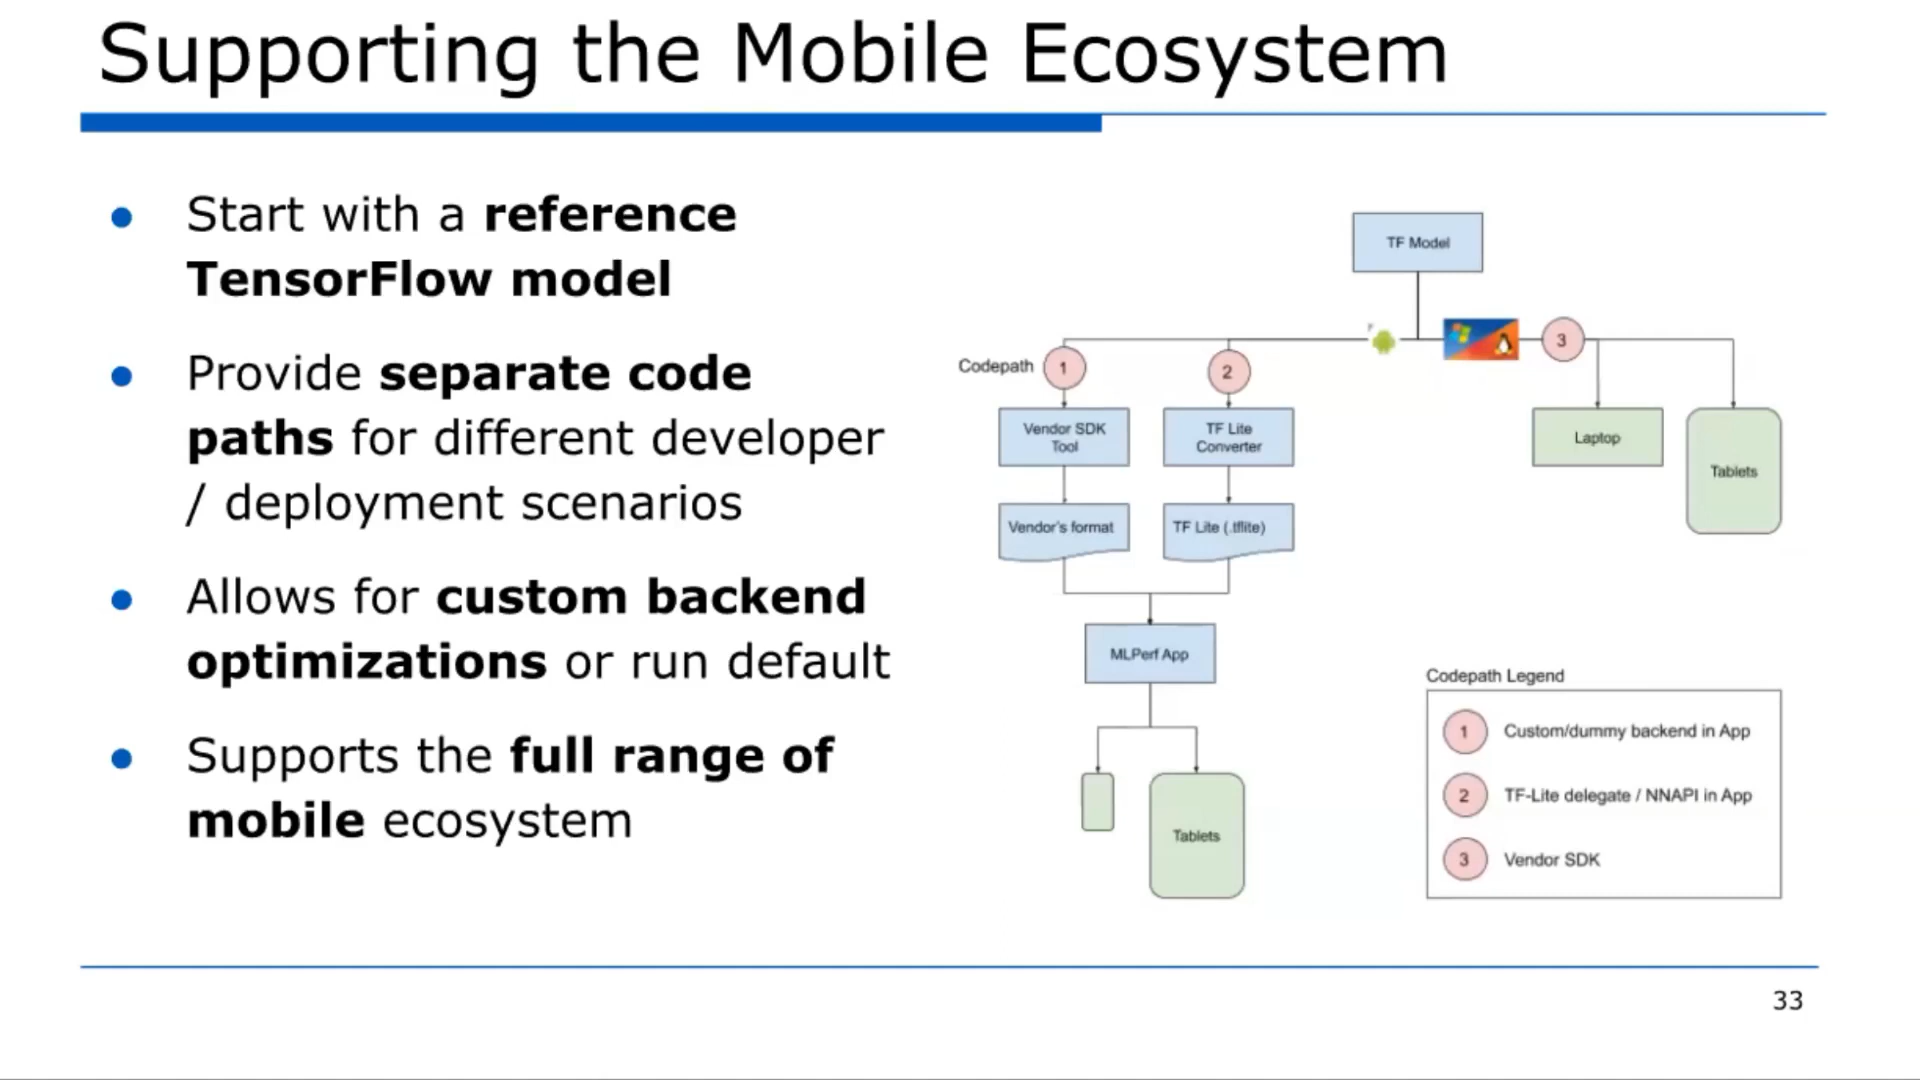 Supporting the Mobile Ecosystem
Start with a reference
TensorFlow model
Provide separate code
paths for different developer
/ deployment scenarios
Allows for custom backend
optimizations or run default
Supports the full range of
mobile ecosystem
TF Model
Codepath
1
2
3
Vendor SDK
Tool
TF Lite
Converter
Laptop
Tablets
Vendor's format
TF Lite (.tflite)
MLPerf App
Tablets
Codepath Legend
1 Custom/dummy backend in App
2 TF-Lite delegate / NNAPI in App
3 Vendor SDK
33